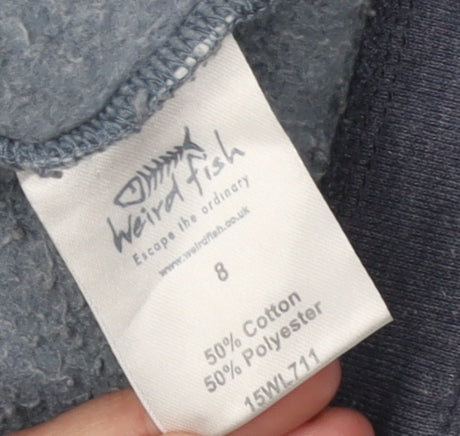 Weird fish
Escape the ordinary
www.weirdfish.co.uk
8
50% Cotton
50% Polyester
15WL711